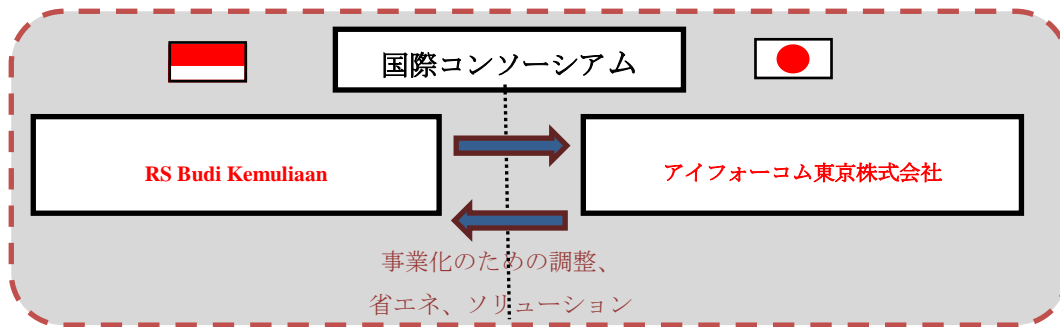 国際コンソーシアム
RS Budi Kemuliaan
アイフォーコム東京株式会社
事業化のための調整、
省エネ、ソリューション